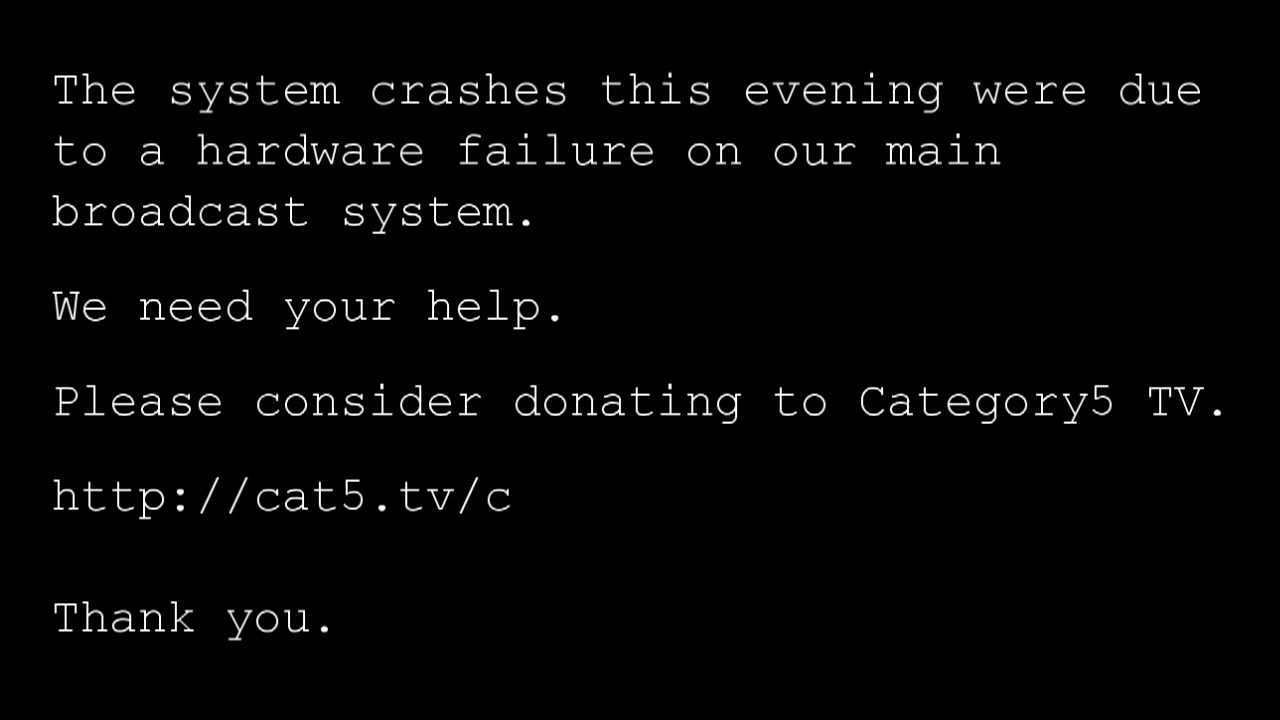 The system crashes this evening were due
to a hardware failure on our main
broadcast system.
We need your help.
Please consider donating to Category5 TV.
http://cat5.tv/c
Thank you.